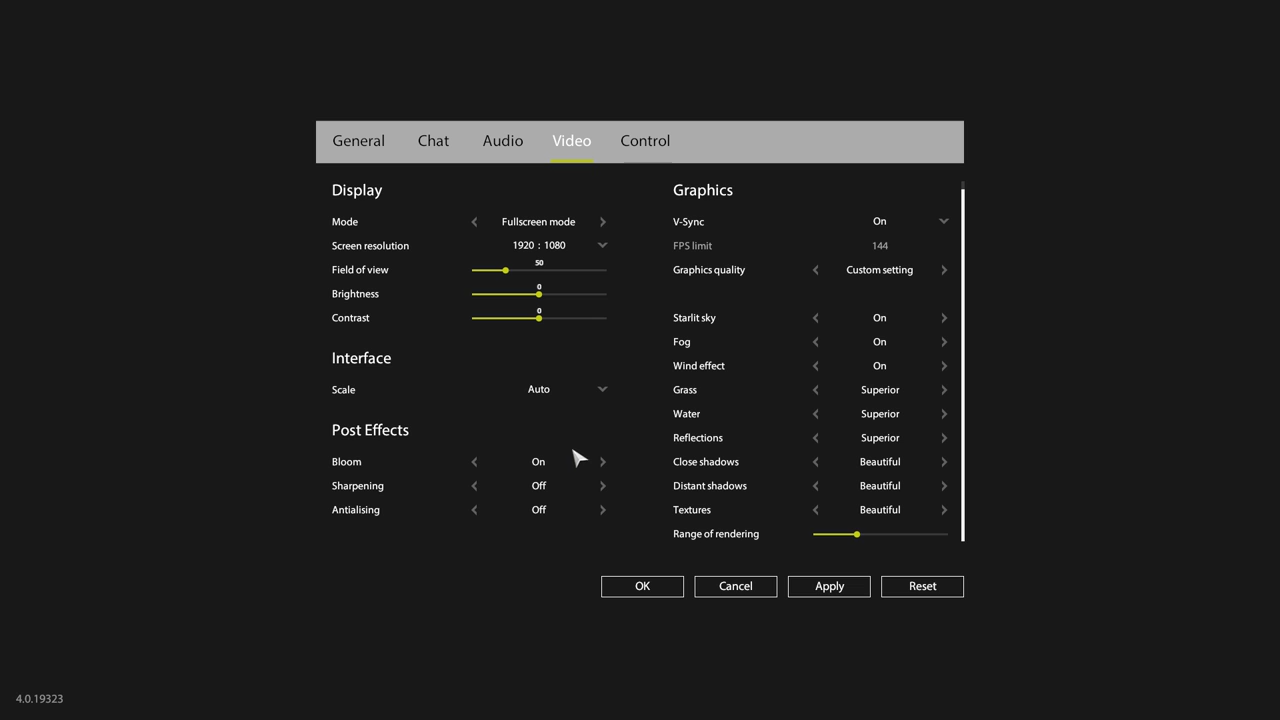 General Chat Audio Video Control
Display
Mode Fullscreen mode
Screen resolution 1920 : 1080
Field of view 50
Brightness 0
Contrast 0
Interface
Scale Auto
Post Effects
Bloom On
Sharpening Off
Antialising Off
Graphics
V-Sync On
FPS limit 144
Graphics quality Custom setting
Starlit sky On
Fog On
Wind effect On
Grass Superior
Water Superior
Reflections Superior
Close shadows Beautiful
Distant shadows Beautiful
Textures Beautiful
Range of rendering
OK Cancel Apply Reset
4.0.19323